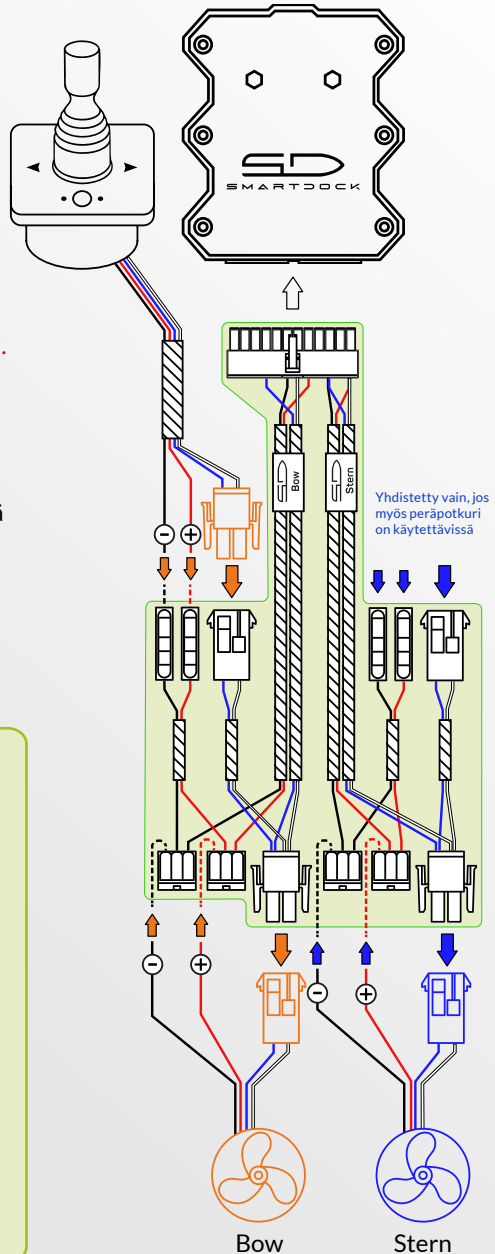 SMARTDOCK
.
Bow
Stern
Yhdistetty vain, jos
myös peräpotkuri
on käytettävissä
ä
- +
- +
- +
Bow
Stern